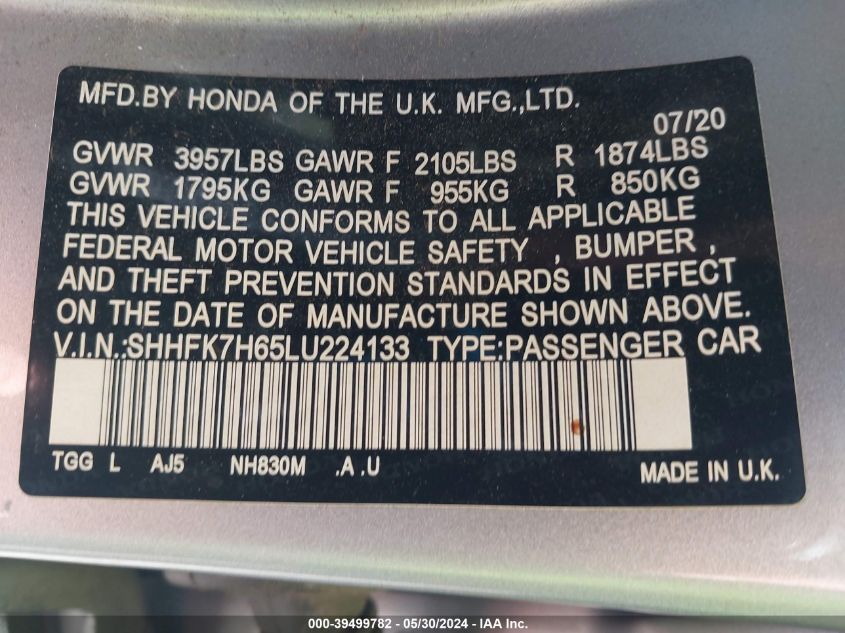 MFD.BY HONDA OF THE U.K. MFG.,LTD.
07/'20
GVWR 3957LBS GAWR F 2105LBS R 1874LBS
GVWR 1795KG GAWR F 955KG R 850KG
THIS VEHICLE CONFORMS TO ALL APPLICABLE
FEDERAL MOTOR VEHICLE SAFETY , BUMPER ,
AND THEFT PREVENTION STANDARDS IN EFFECT
ON THE DATE OF MANUFACTURE SHOWN ABOVE.
V.I.N.:SHHFK7H65LU224133 TYPE:PASSENGER CAR
TGG L AJ5 NH830M .A .U MADE IN U.K.
000-39499782 - 05/30/2024 - IAAI.com